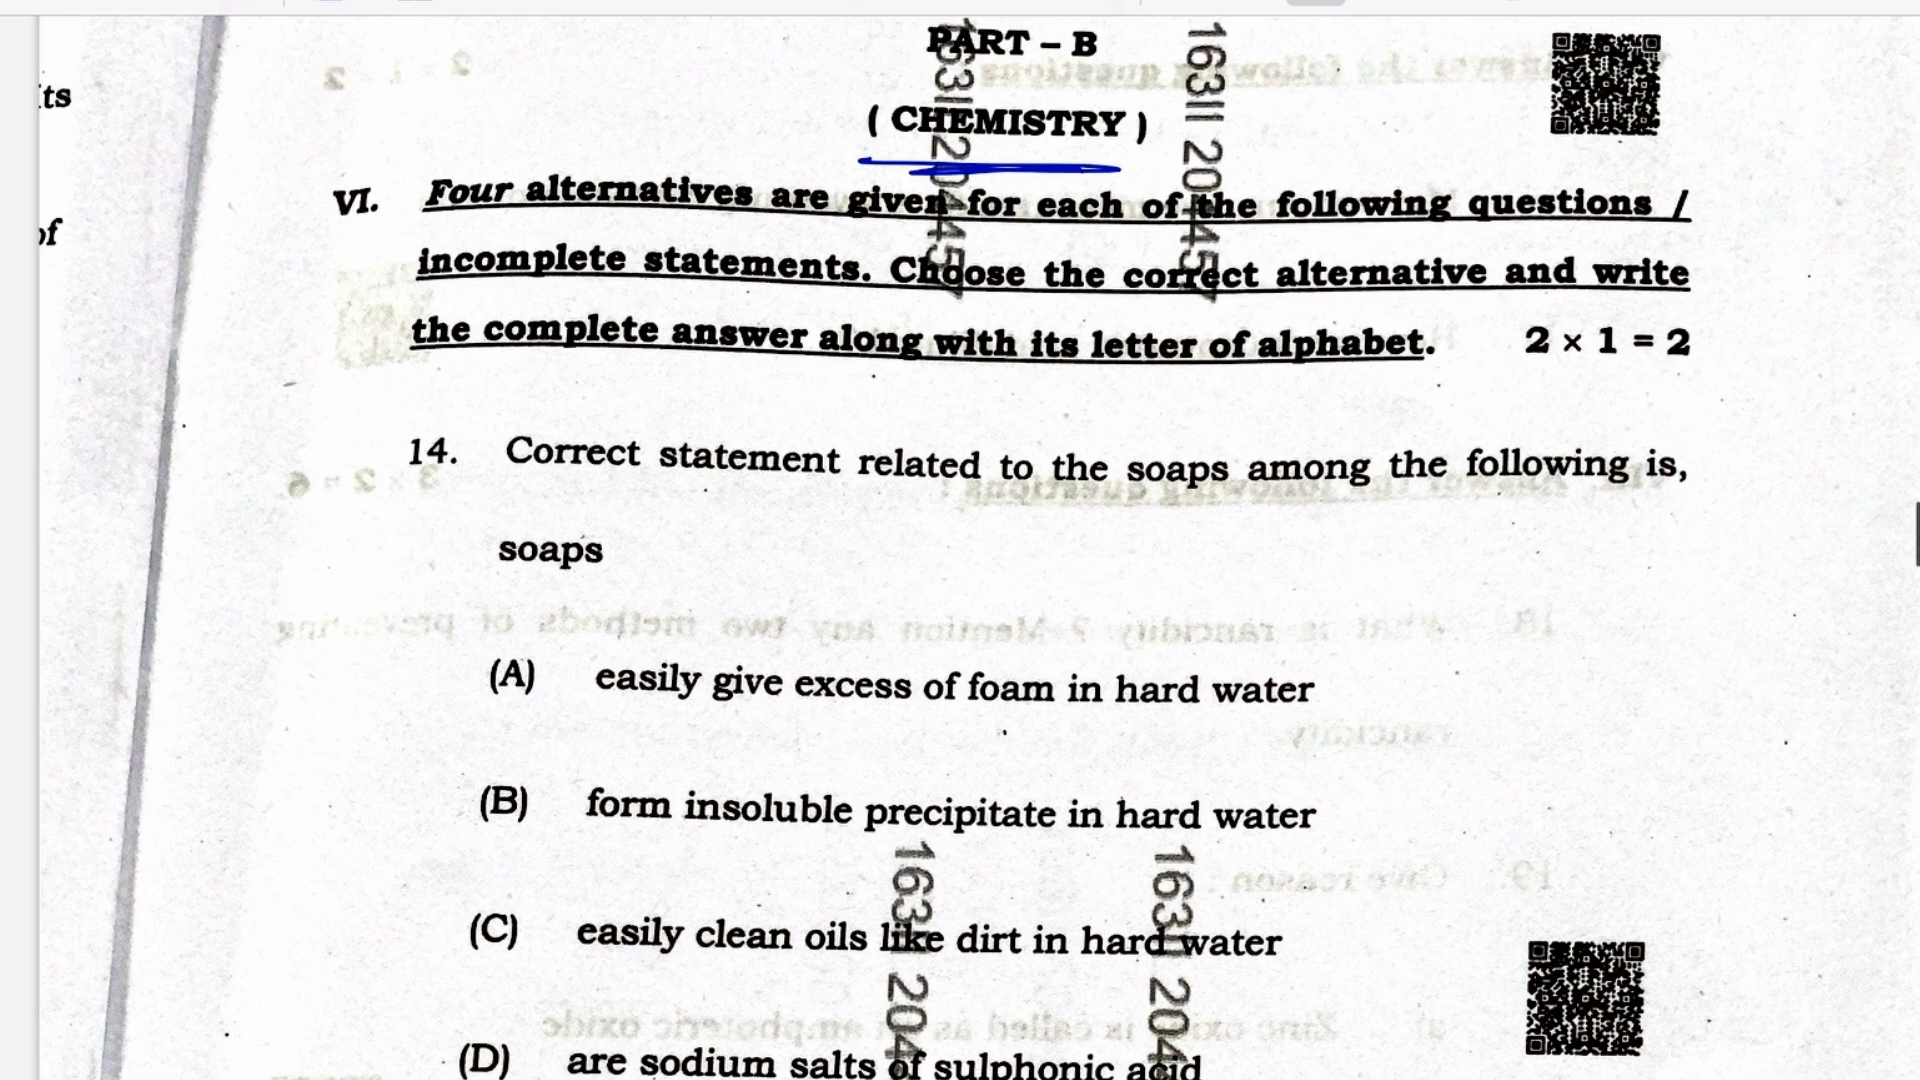 ts
of
PART – B
( CHEMISTRY )
VI. Four alternatives are given for each of the following questions /
incomplete statements. Choose the correct alternative and write
the complete answer along with its letter of alphabet. 2 × 1 = 2
14. Correct statement related to the soaps among the following is,
soaps
(A) easily give excess of foam in hard water
(B) form insoluble precipitate in hard water
(C) easily clean oils like dirt in hard water
(D) are sodium salts of sulphonic acid